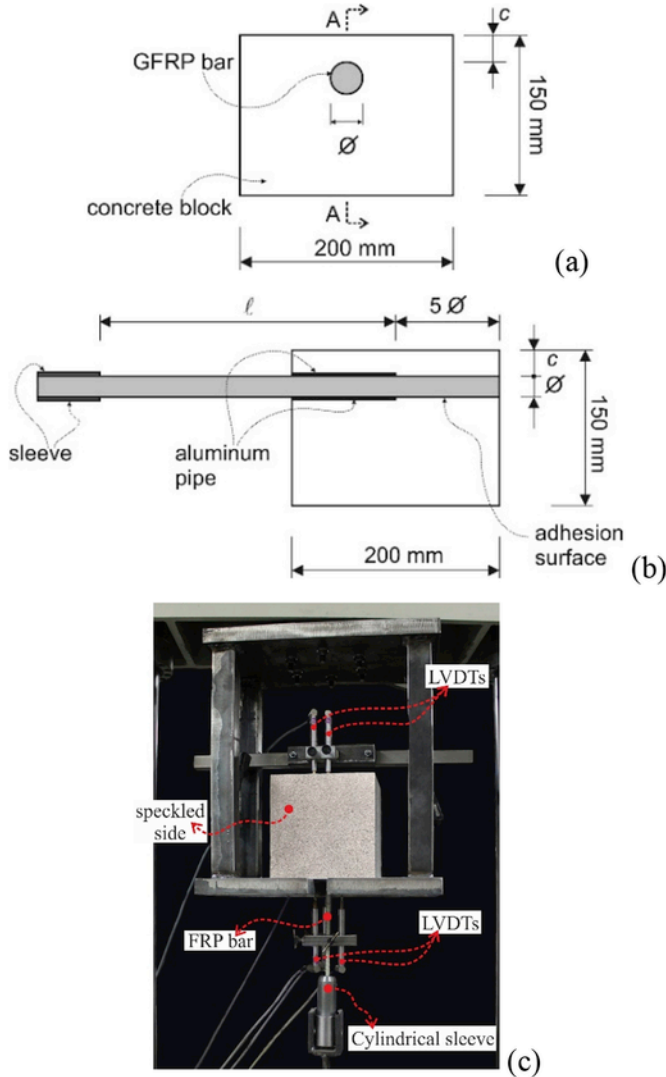 A
c
GFRP bar
150 mm
Ø
concrete block
A
200 mm
(a)
ℓ
5 Ø
c
Ø
150 mm
sleeve
aluminum
pipe
adhesion
surface
200 mm
(b)
LVDTs
speckled
side
FRP bar
LVDTs
Cylindrical sleeve
(c)